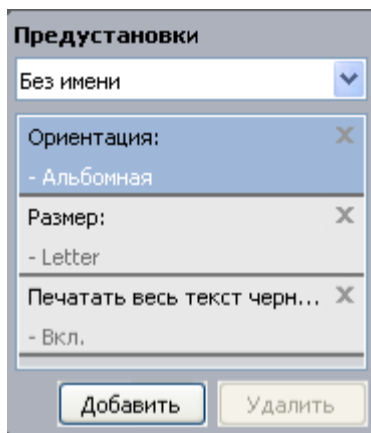 Предустановки
Без имени
Ориентация:
- Альбомная
Размер:
- Letter
Печатать весь текст черн...
- Вкл.
Добавить Удалить